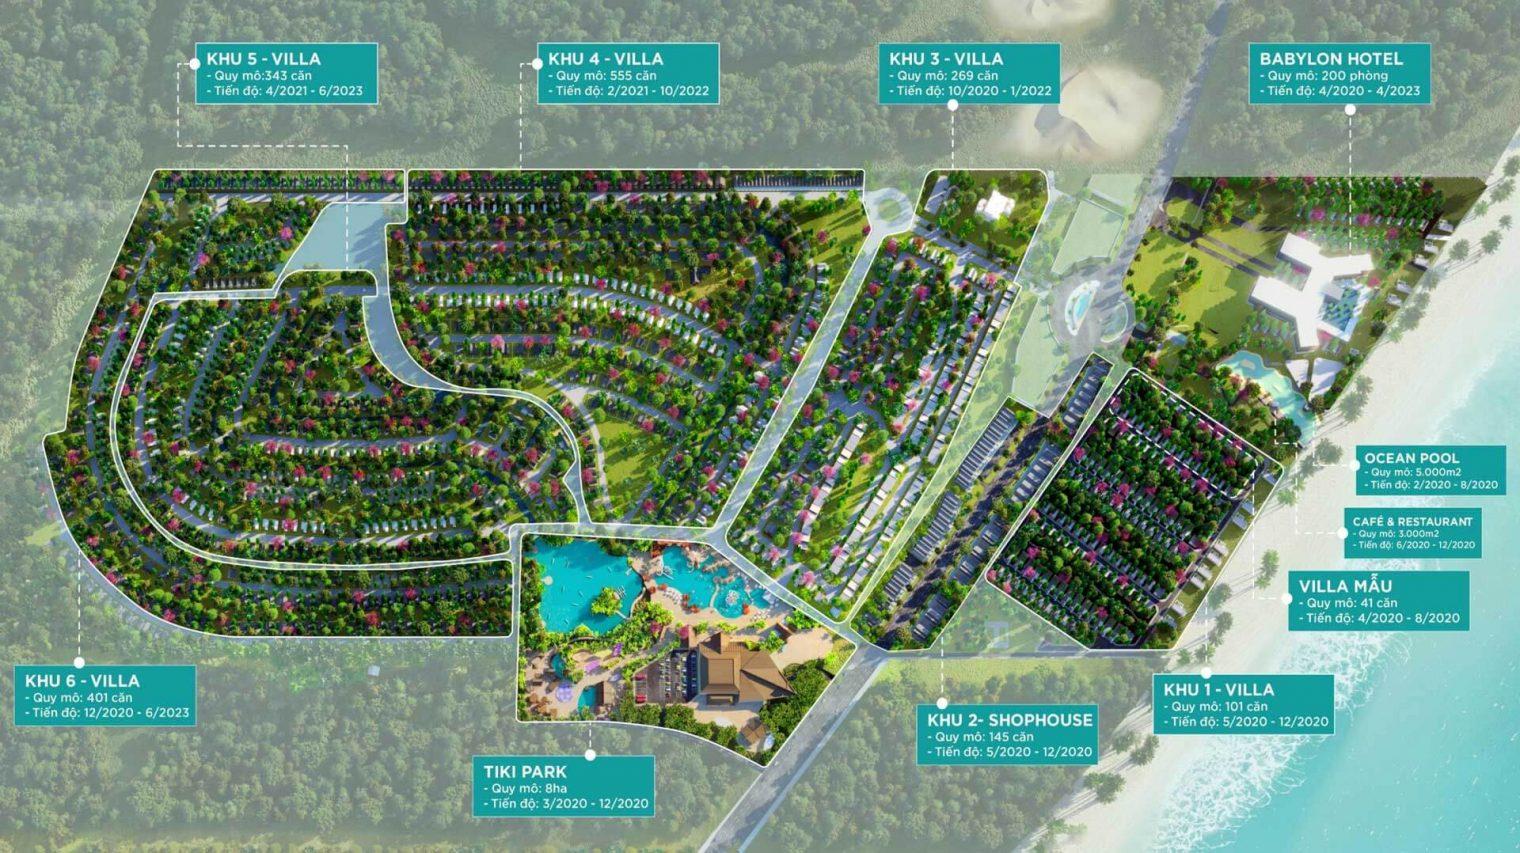 KHU 5 - VILLA
- Quy mô:343 căn
- Tiến độ: 4/2021 - 6/2023
KHU 4 - VILLA
- Quy mô: 555 căn
- Tiến độ: 2/2021 - 10/2022
KHU 3 - VILLA
- Quy mô: 269 căn
- Tiến độ: 10/2020 - 1/2022
BABYLON HOTEL
- Quy mô: 200 phòng
- Tiến độ: 4/2020 - 4/2023
OCEAN POOL
- Quy mô: 5.000m2
- Tiến độ: 2/2020 - 8/2020
CAFÉ & RESTAURANT
- Quy mô: 3.000m2
- Tiến độ: 6/2020 - 12/2020
VILLA MẪU
- Quy mô: 41 căn
- Tiến độ: 4/2020 - 8/2020
KHU 6 - VILLA
- Quy mô: 401 căn
- Tiến độ: 12/2020 - 6/2023
KHU 1 - VILLA
- Quy mô: 101 căn
- Tiến độ: 5/2020 - 12/2020
KHU 2- SHOPHOUSE
- Quy mô: 145 căn
- Tiến độ: 5/2020 - 12/2020
TIKI PARK
- Quy mô: 8ha
- Tiến độ: 3/2020 - 12/2020